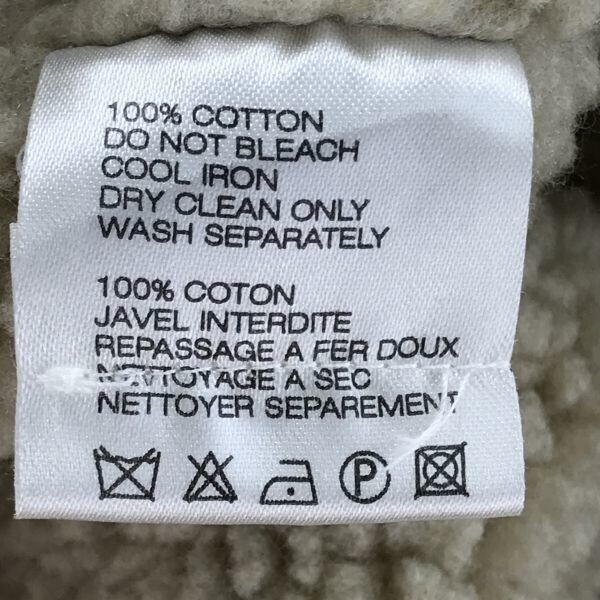 100% COTTON
DO NOT BLEACH
COOL IRON
DRY CLEAN ONLY
WASH SEPARATELY
100% COTON
JAVEL INTERDITE
REPASSAGE A FER DOUX
NETTOYAGE A SEC
NETTOYER SEPAREMENT
P